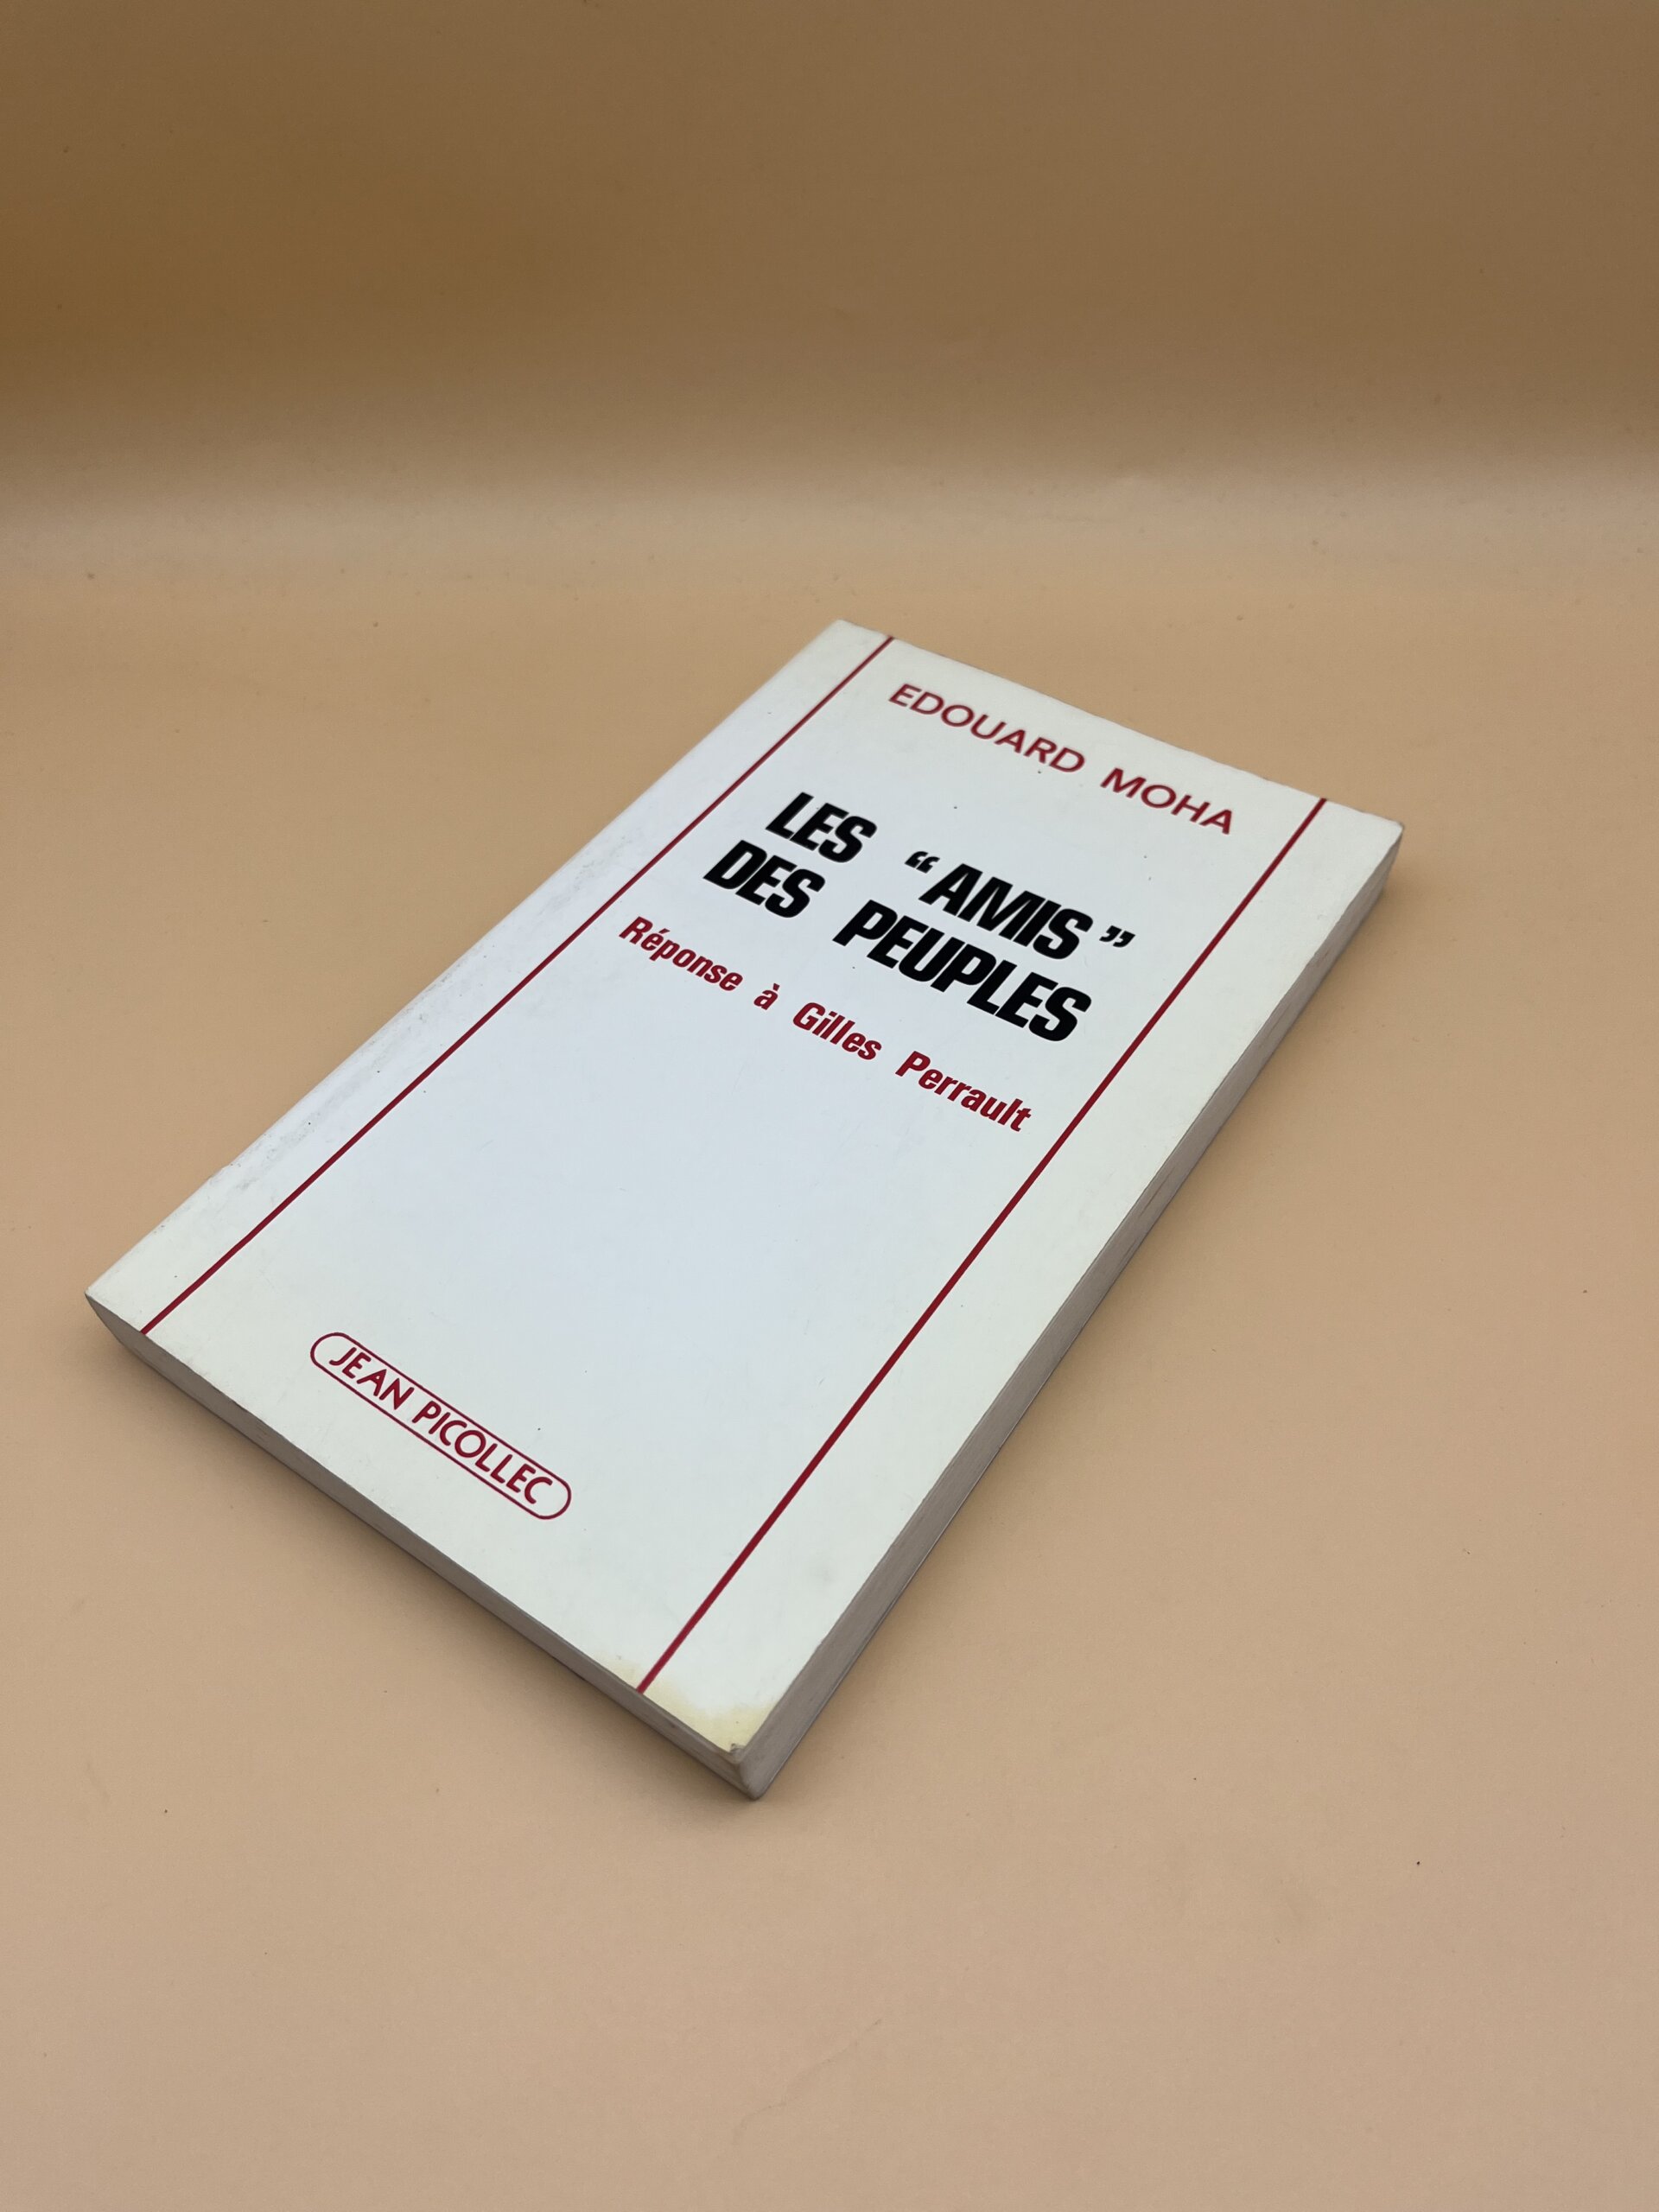 EDOUARD MOHA
LES “AMIS”
DES PEUPLES
Réponse à Gilles Perrault
JEAN PICOLLEC